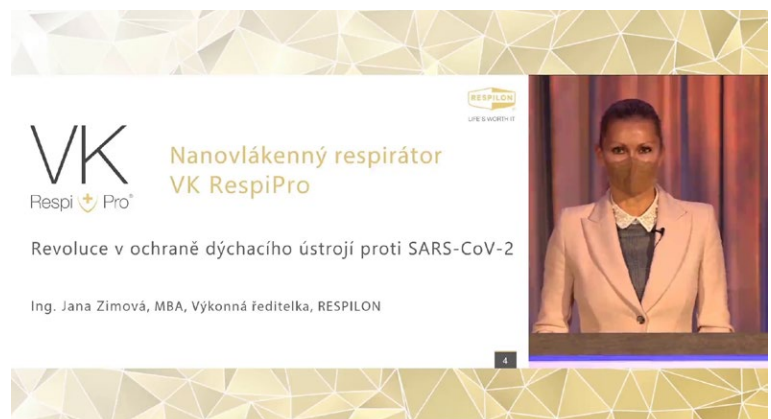 RESPILON
LIFE'S WORTH IT
VK
Respi Pro®
Nanovlákenný respirátor
VK RespiPro
Revoluce v ochraně dýchacího ústrojí proti SARS-CoV-2
Ing. Jana Zimová, MBA, Výkonná ředitelka, RESPILON
4